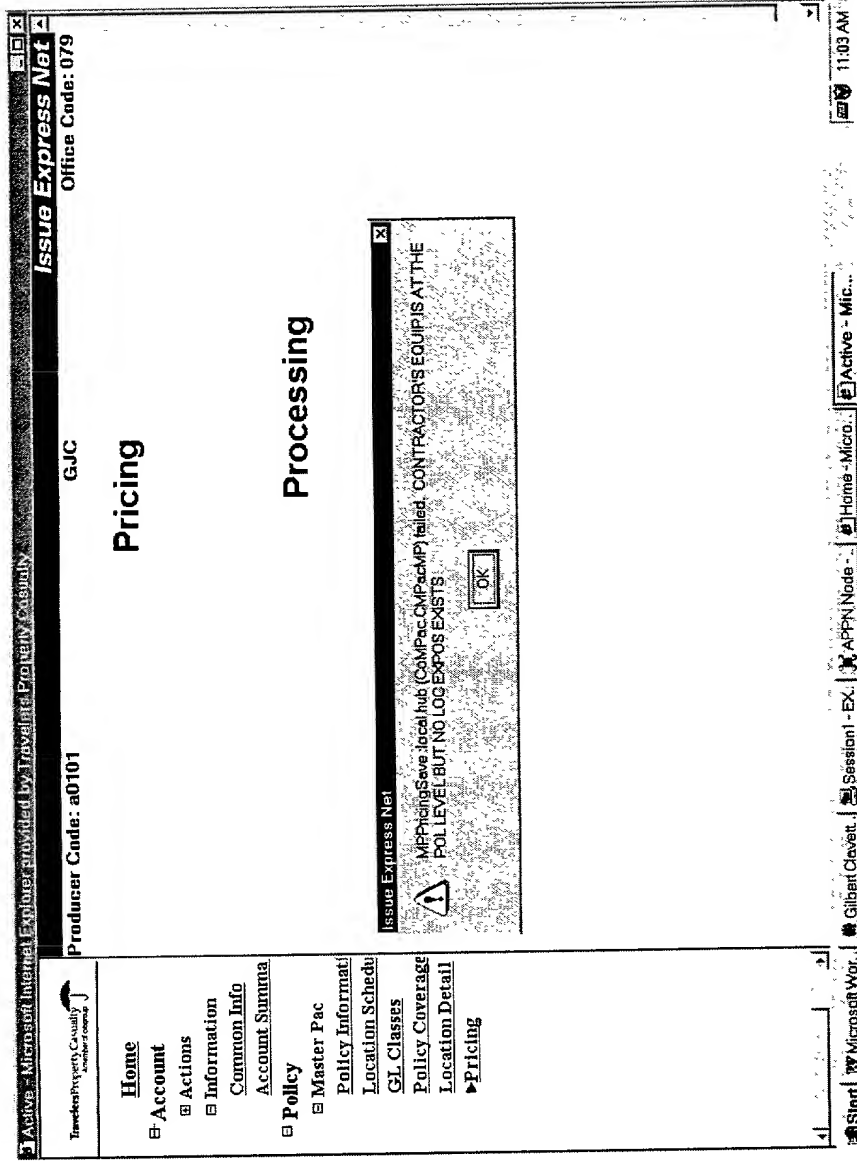 Active - Microsoft Internet Explorer provided by Travelers Property Casualty
Issue Express Net
TravelersPropertyCasualty
Producer Code: a0101
GJC
Office Code: 079
Home
Account
Actions
Information
Common Info
Account Summa
Policy
Master Pac
Policy Informati
Location Schedu
GL Classes
Policy Coverage
Location Detail
Pricing
Pricing
Processing
Issue Express Net
MPPricingSave :local hub (CoMPac.CMPacMP) failed. CONTRACTOR'S EQUIP IS AT THE
POL LEVEL BUT NO LOC EXPOS EXISTS
OK
Start
Microsoft Wor..
Gilbert Clavett..
Session1 - EX..
APPN Node - ..
Home - Micro..
Active - Mic...
11:03 AM